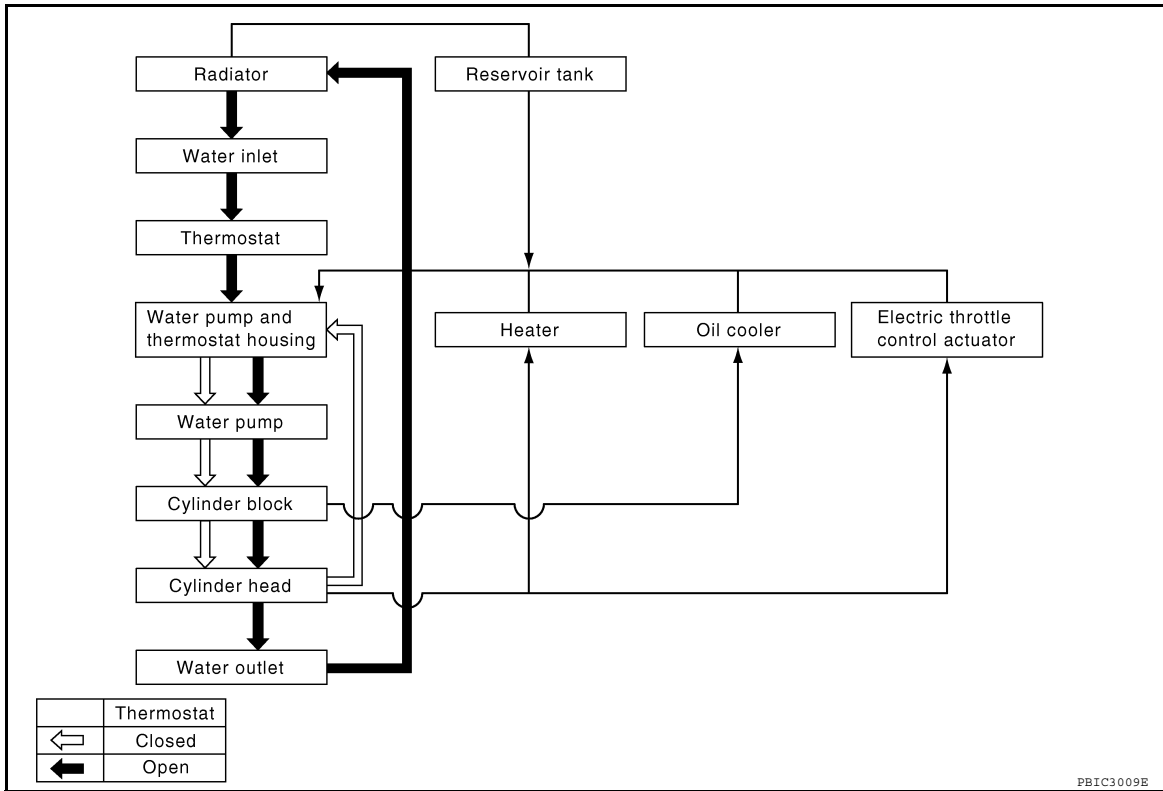 Radiator
Reservoir tank
Water inlet
Thermostat
Water pump and
thermostat housing
Heater
Oil cooler
Electric throttle
control actuator
Water pump
Cylinder block
Cylinder head
Water outlet
Thermostat
Closed
Open
PBIC3009E